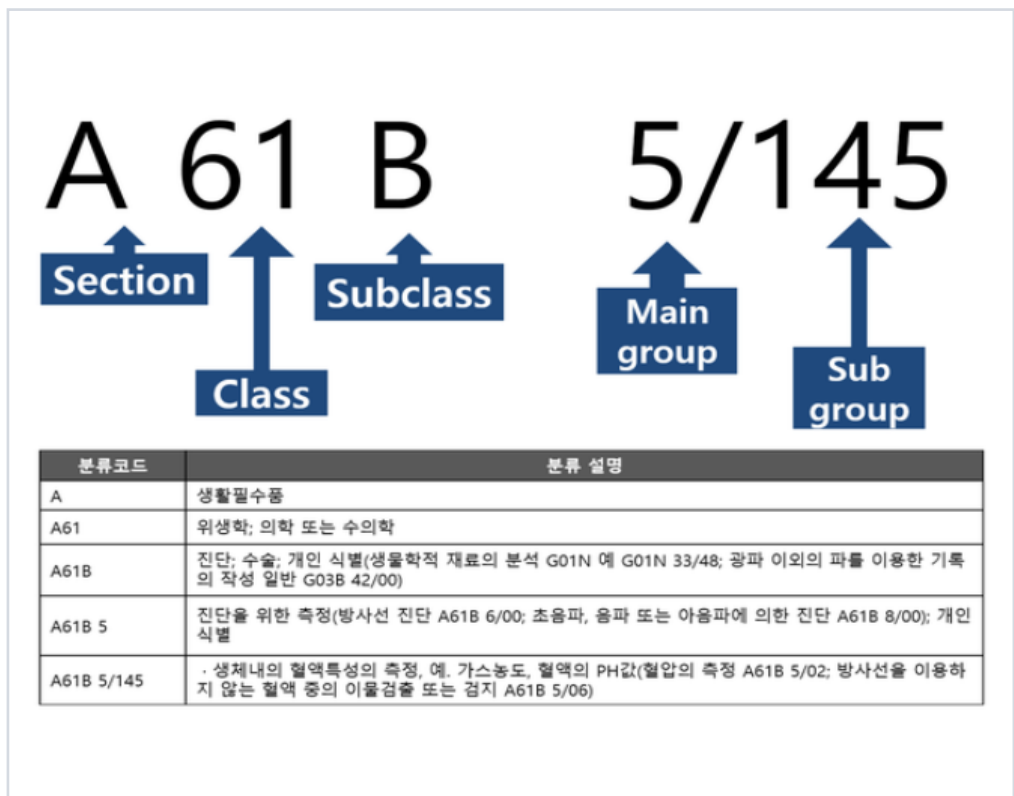 A 61 B 5/145
Section
Class
Subclass
Main
group
Sub
group
분류코드 분류 설명
A 생활필수품
A61 위생학; 의학 또는 수의학
A61B 진단; 수술; 개인 식별(생물학적 재료의 분석 G01N 예 G01N 33/48; 광파 이외의 파를 이용한 기록
의 작성 일반 G03B 42/00)
A61B 5 진단을 위한 측정(방사선 진단 A61B 6/00; 초음파, 음파 또는 아음파에 의한 진단 A61B 8/00); 개인
식별
A61B 5/145 · 생체내의 혈액특성의 측정, 예. 가스농도, 혈액의 PH값(혈압의 측정 A61B 5/02; 방사선을 이용하
지 않는 혈액 중의 이물검출 또는 검지 A61B 5/06)